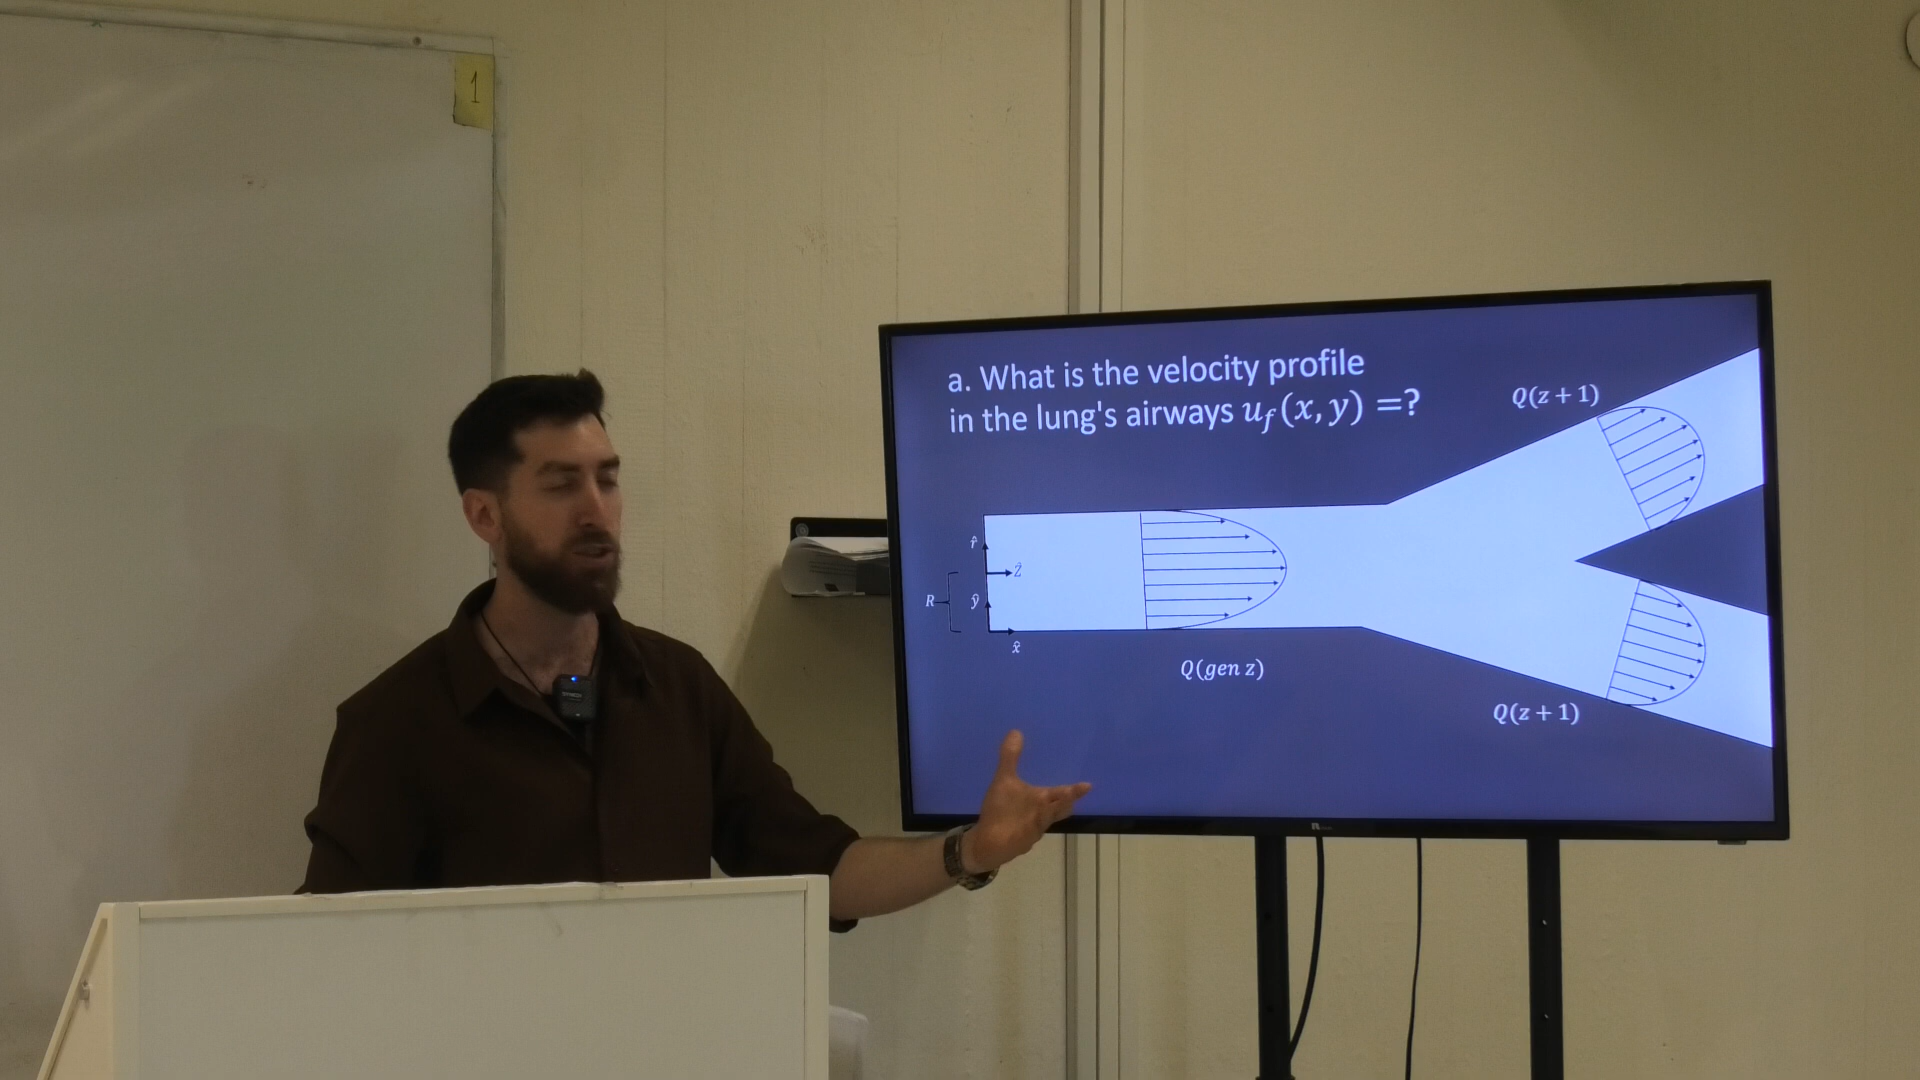 1
a. What is the velocity profile
in the lung's airways u_f(x, y) =?
Q(z + 1)
r̂
ẑ
R
ŷ
x̂
Q(gen z)
Q(z + 1)